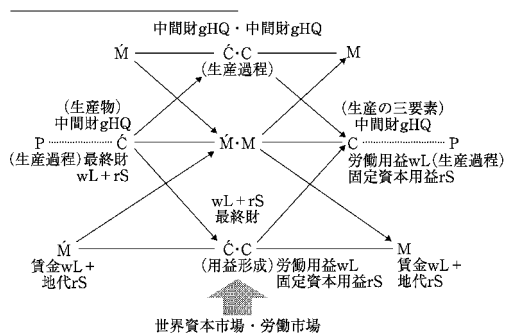 中間財gHQ・中間財gHQ
Ḿ Ć・C M
(生産過程)
(生産物) (生産の三要素)
中間財gHQ 中間財gHQ
P Ć Ḿ・M C P
(生産過程)最終財 労働用益wL(生産過程)
wL＋rS 固定資本用益rS
wL＋rS
最終財
Ḿ Ć・C M
賃金wL＋ (用益形成) 労働用益wL 賃金wL＋
地代rS 固定資本用益rS 地代rS
世界資本市場・労働市場